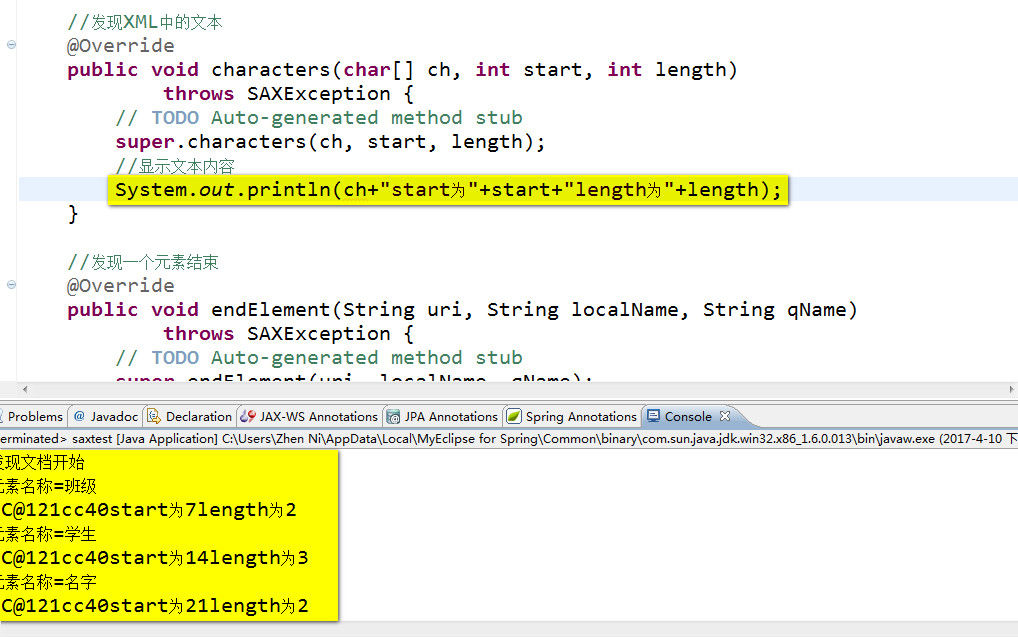 //发现XML中的文本
@Override
public void characters(char[] ch, int start, int length)
throws SAXException {
// TODO Auto-generated method stub
super.characters(ch, start, length);
//显示文本内容
System.out.println(ch+"start为"+start+"length为"+length);
}
//发现一个元素结束
@Override
public void endElement(String uri, String localName, String qName)
throws SAXException {
// TODO Auto-generated method stub
super.endElement(uri, localName, qName);
Problems @ Javadoc Declaration JAX-WS Annotations JPA Annotations Spring Annotations Console
erminated> saxtest [Java Application] C:\Users\Zhen Ni\AppData\Local\MyEclipse for Spring\Common\binary\com.sun.java.jdk.win32.x86_1.6.0.013\bin\javaw.exe (2017-4-10 下
发现文档开始
元素名称=班级
C@121cc40start为7length为2
元素名称=学生
C@121cc40start为14length为3
元素名称=名字
C@121cc40start为21length为2